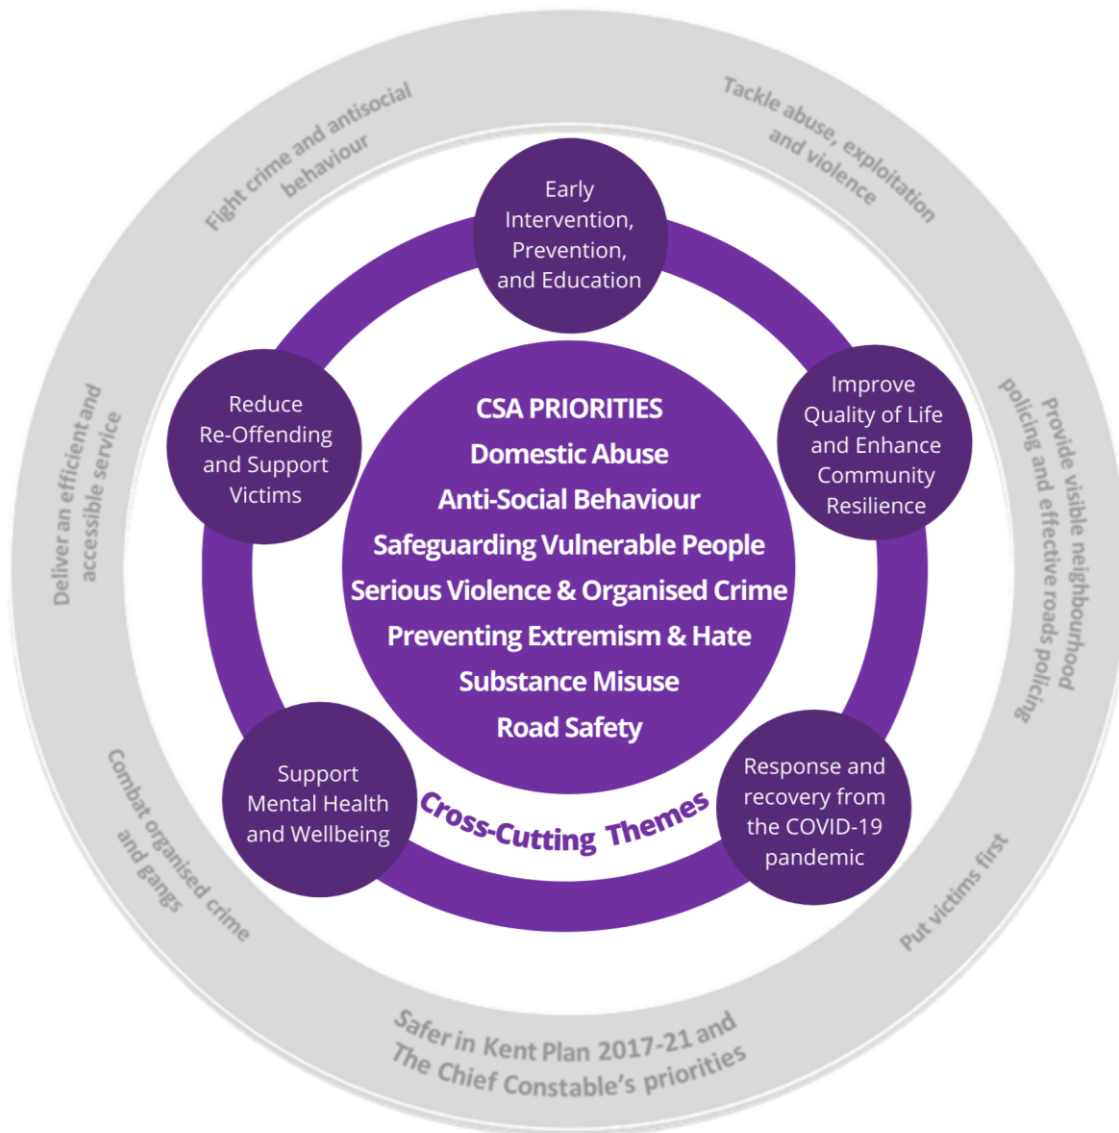 Fight crime and antisocial
behaviour
Tackle abuse, exploitation
and violence
Early
Intervention,
Prevention,
and Education
Reduce
Re-Offending
and Support
Victims
Improve
Quality of Life
and Enhance
Community
Resilience
CSA PRIORITIES
Domestic Abuse
Anti-Social Behaviour
Safeguarding Vulnerable People
Serious Violence & Organised Crime
Preventing Extremism & Hate
Substance Misuse
Road Safety
Deliver an efficient and
accessible service
Provide visible neighbourhood
policing and effective roads policing
Support
Mental Health
and Wellbeing
Cross-Cutting Themes
Response and
recovery from
the COVID-19
pandemic
Combat organised crime
and gangs
Put victims first
Safer in Kent Plan 2017-21 and
The Chief Constable's priorities